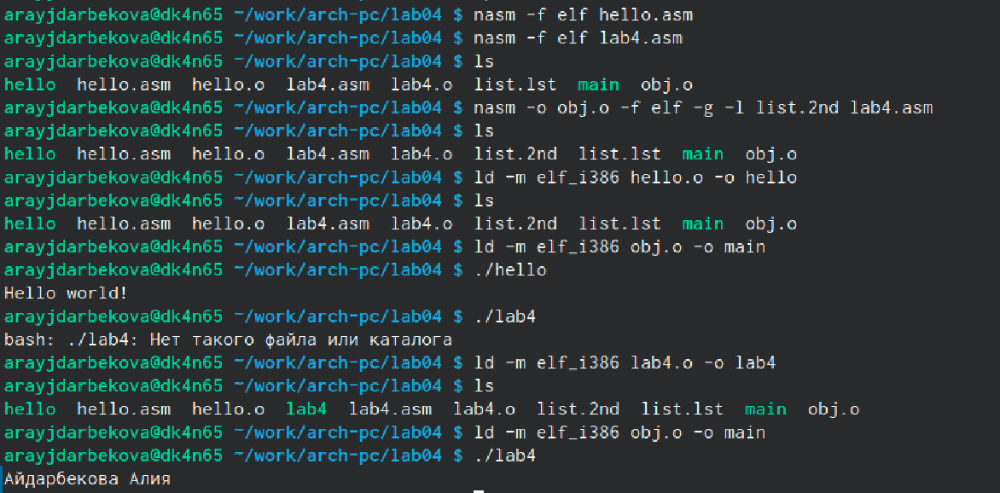 arayjdarbekova@dk4n65 ~/work/arch-pc/lab04 $ nasm -f elf hello.asm
arayjdarbekova@dk4n65 ~/work/arch-pc/lab04 $ nasm -f elf lab4.asm
arayjdarbekova@dk4n65 ~/work/arch-pc/lab04 $ ls
hello  hello.asm  hello.o  lab4.asm  lab4.o  list.lst  main  obj.o
arayjdarbekova@dk4n65 ~/work/arch-pc/lab04 $ nasm -o obj.o -f elf -g -l list.2nd lab4.asm
arayjdarbekova@dk4n65 ~/work/arch-pc/lab04 $ ls
hello  hello.asm  hello.o  lab4.asm  lab4.o  list.2nd  list.lst  main  obj.o
arayjdarbekova@dk4n65 ~/work/arch-pc/lab04 $ ld -m elf_i386 hello.o -o hello
arayjdarbekova@dk4n65 ~/work/arch-pc/lab04 $ ls
hello  hello.asm  hello.o  lab4.asm  lab4.o  list.2nd  list.lst  main  obj.o
arayjdarbekova@dk4n65 ~/work/arch-pc/lab04 $ ld -m elf_i386 obj.o -o main
arayjdarbekova@dk4n65 ~/work/arch-pc/lab04 $ ./hello
Hello world!
arayjdarbekova@dk4n65 ~/work/arch-pc/lab04 $ ./lab4
bash: ./lab4: Нет такого файла или каталога
arayjdarbekova@dk4n65 ~/work/arch-pc/lab04 $ ld -m elf_i386 lab4.o -o lab4
arayjdarbekova@dk4n65 ~/work/arch-pc/lab04 $ ls
hello  hello.asm  hello.o  lab4  lab4.asm  lab4.o  list.2nd  list.lst  main  obj.o
arayjdarbekova@dk4n65 ~/work/arch-pc/lab04 $ ld -m elf_i386 obj.o -o main
arayjdarbekova@dk4n65 ~/work/arch-pc/lab04 $ ./lab4
Айдарбекова Алия